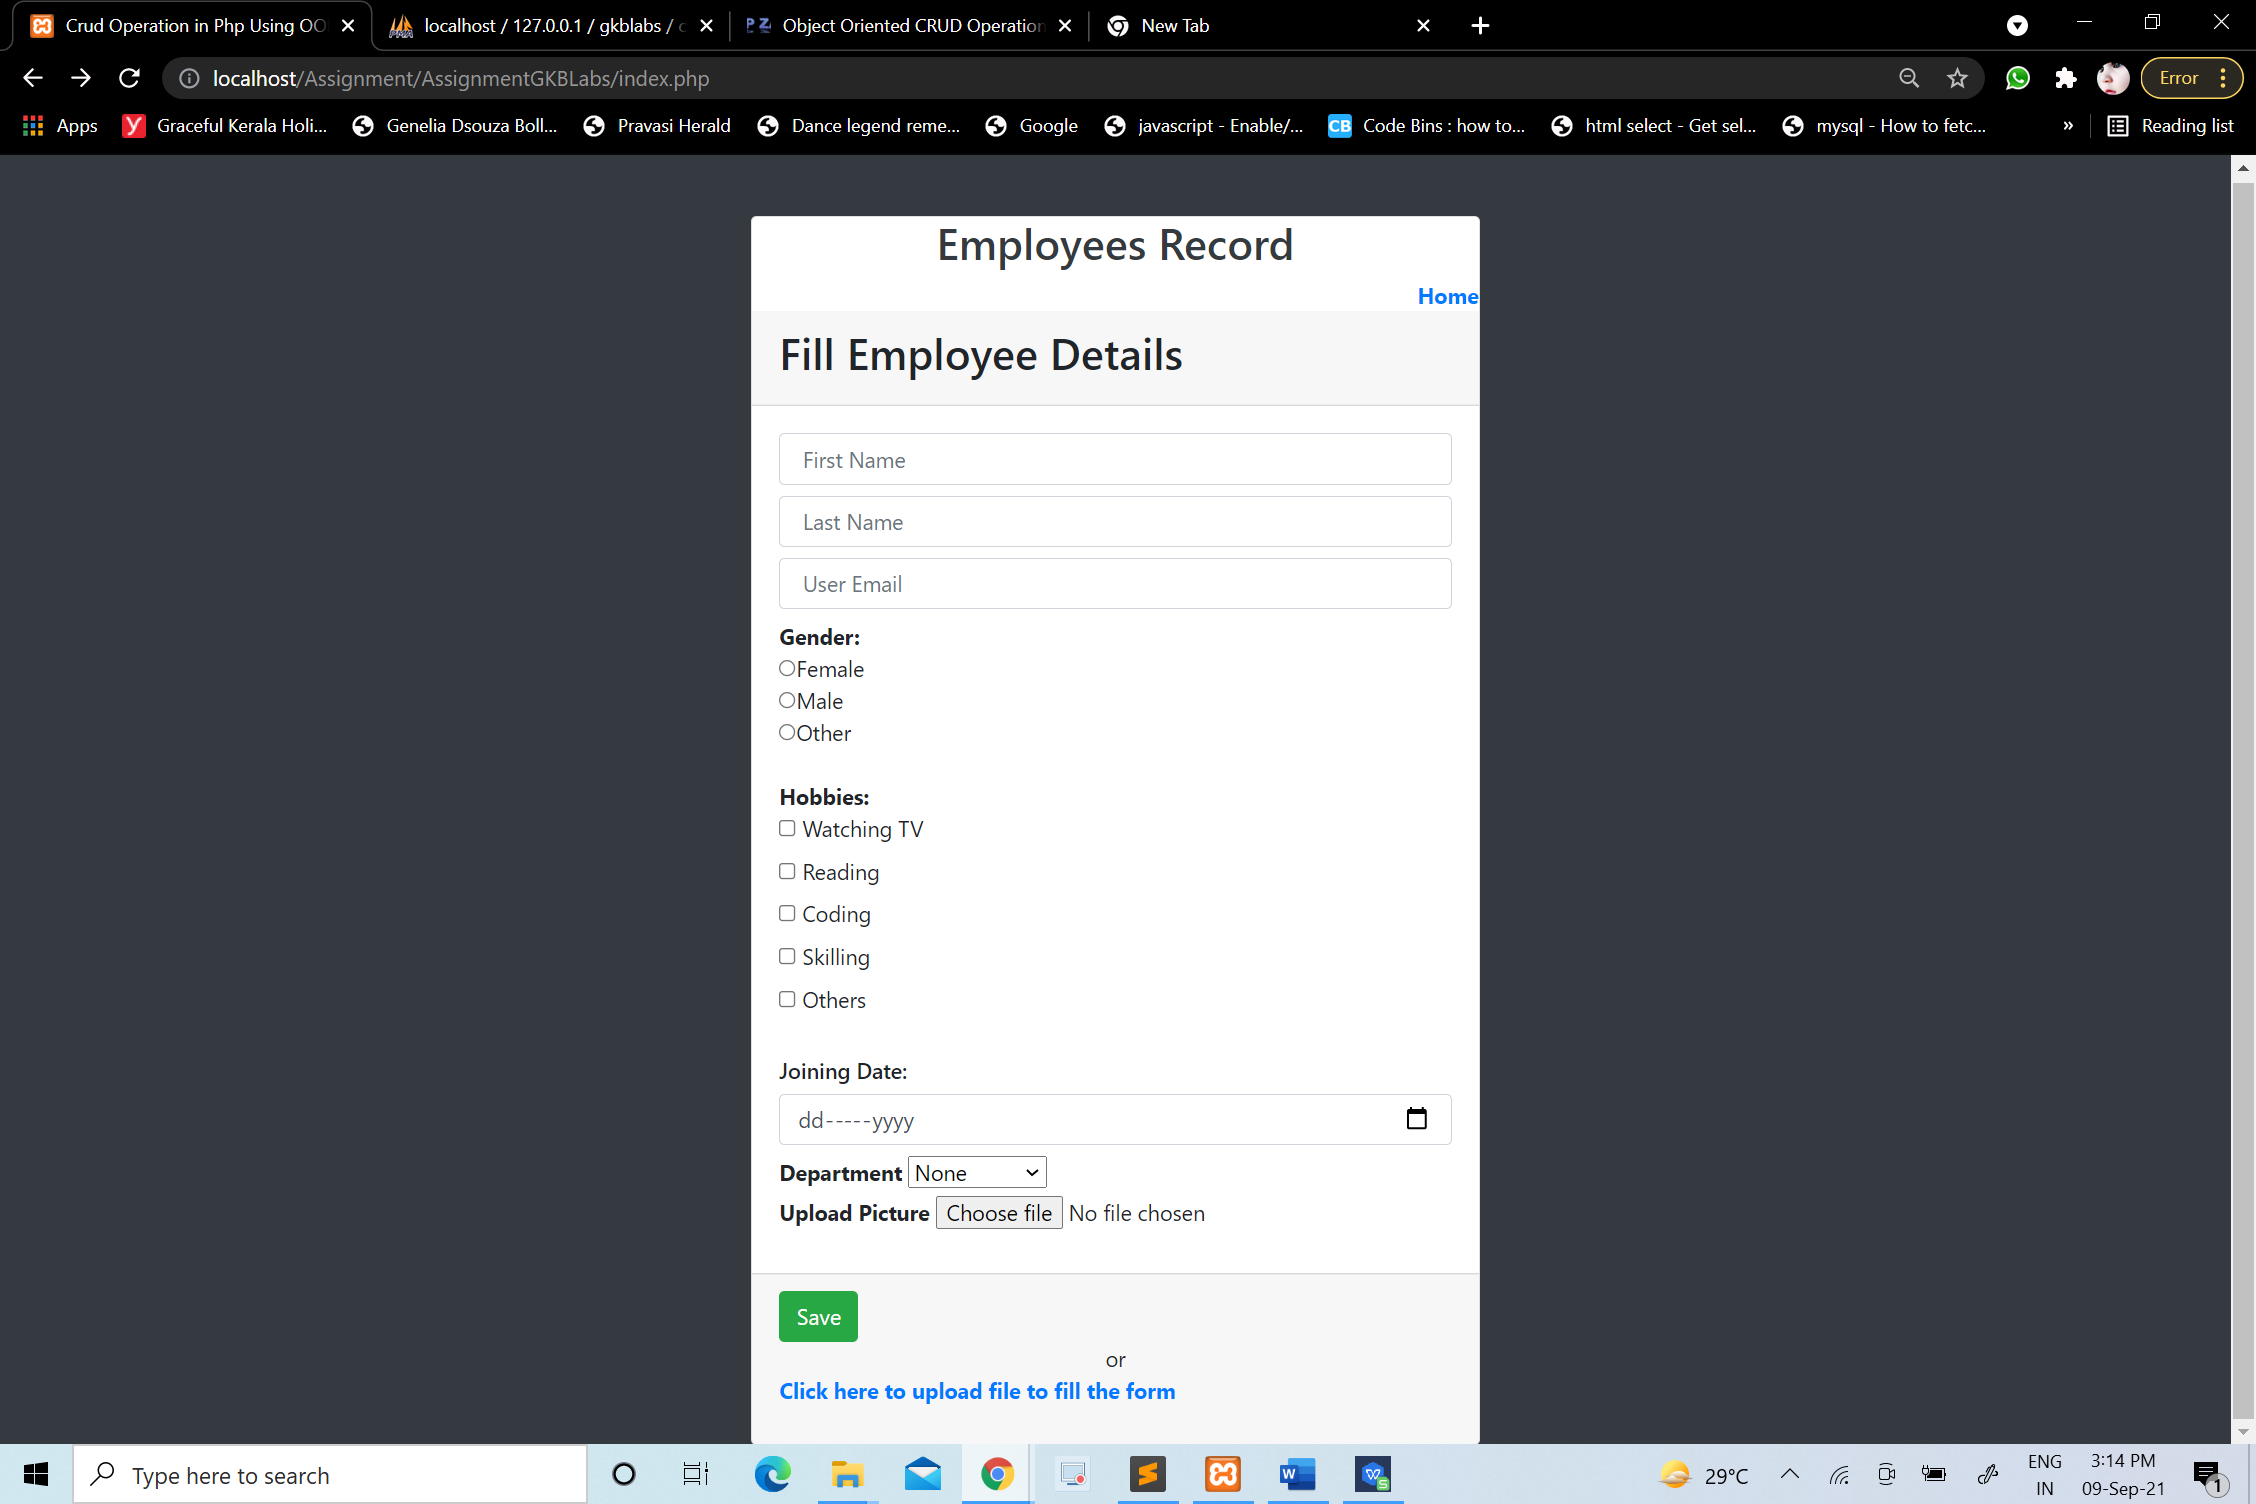 Crud Operation in Php Using OO
localhost / 127.0.0.1 / gkblabs / c
PZ Object Oriented CRUD Operation
New Tab
localhost/Assignment/AssignmentGKBLabs/index.php
Error
Apps
Graceful Kerala Holi...
Genelia Dsouza Boll...
Pravasi Herald
Dance legend reme...
Google
javascript - Enable/...
CB Code Bins : how to...
html select - Get sel...
mysql - How to fetc...
»
Reading list
Employees Record
Home
Fill Employee Details
First Name
Last Name
User Email
Gender:
Female
Male
Other
Hobbies:
Watching TV
Reading
Coding
Skilling
Others
Joining Date:
dd-----yyyy
Department None
Upload Picture Choose file No file chosen
Save
or
Click here to upload file to fill the form
Type here to search
29°C
ENG
IN
3:14 PM
09-Sep-21
1